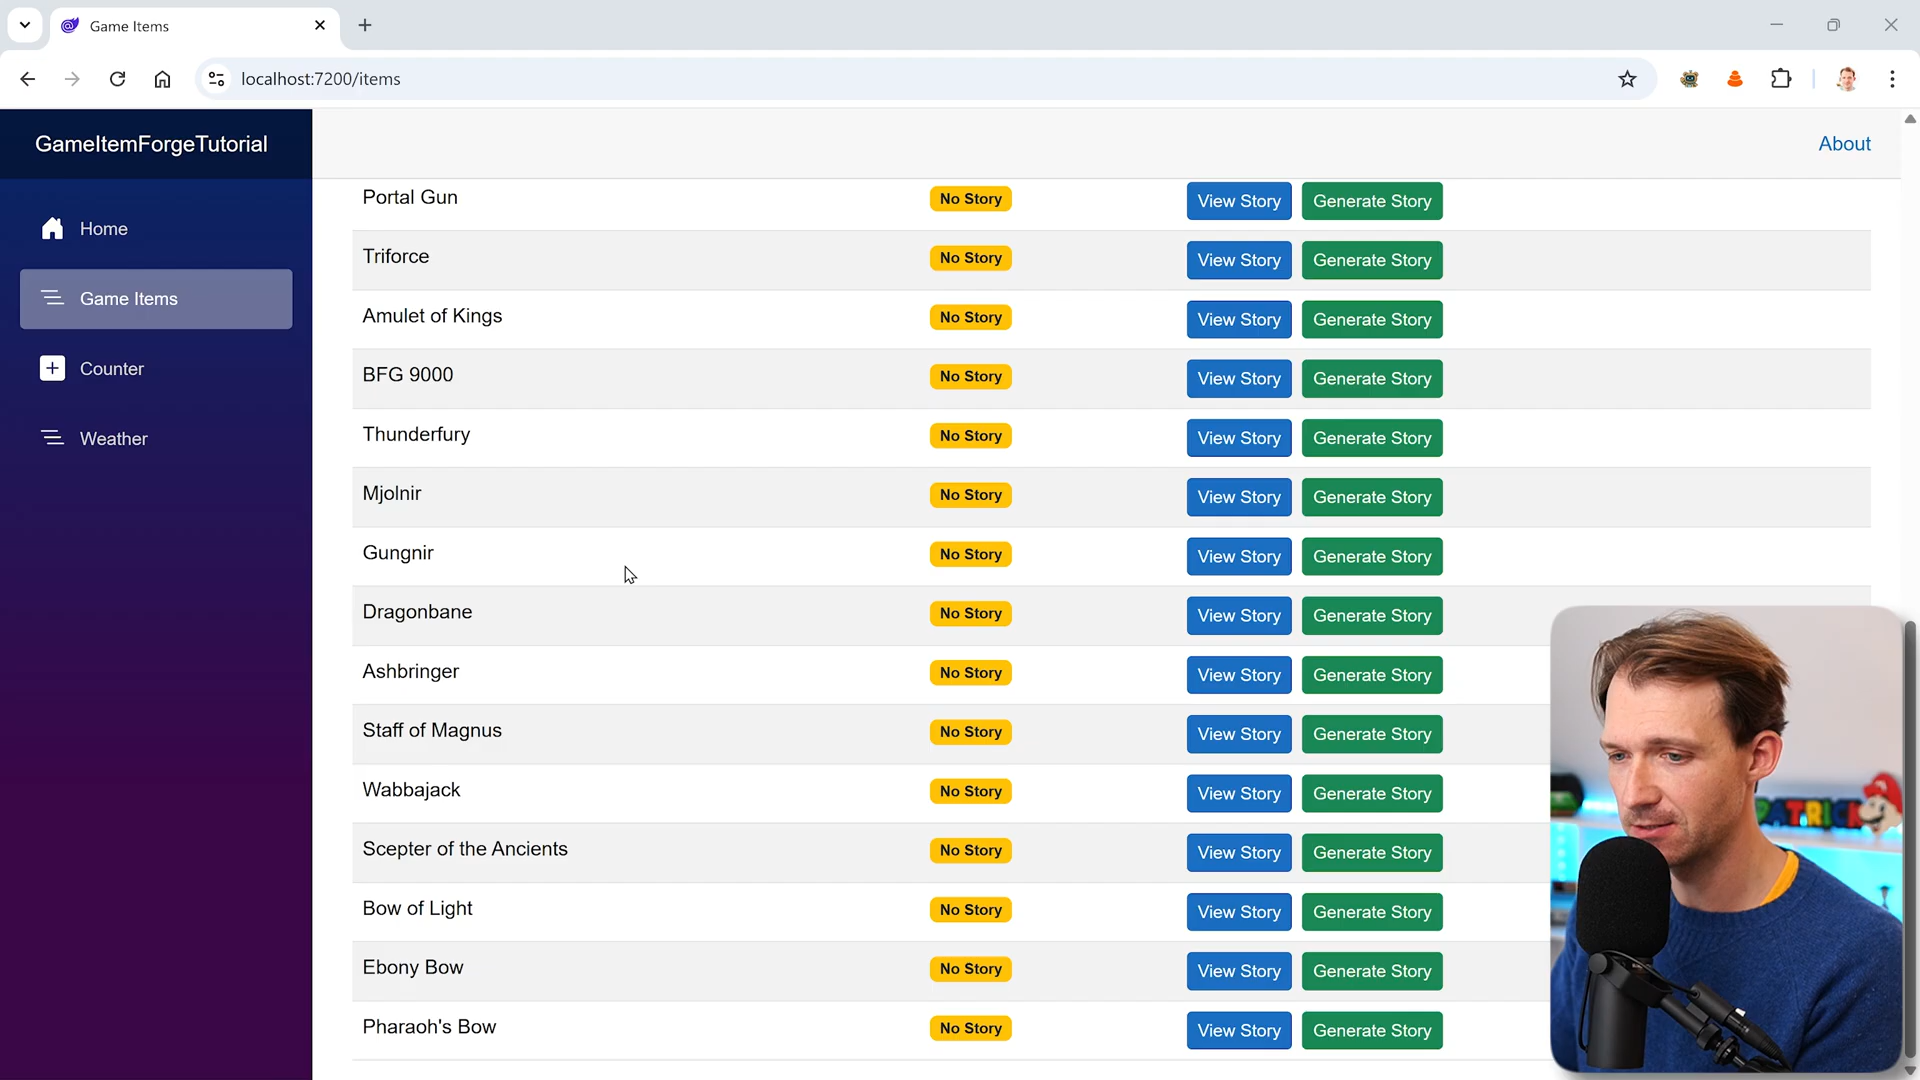 Game Items
localhost:7200/items
GameItemForgeTutorial
About
Home
Game Items
Counter
Weather
Portal Gun No Story View Story Generate Story
Triforce No Story View Story Generate Story
Amulet of Kings No Story View Story Generate Story
BFG 9000 No Story View Story Generate Story
Thunderfury No Story View Story Generate Story
Mjolnir No Story View Story Generate Story
Gungnir No Story View Story Generate Story
Dragonbane No Story View Story Generate Story
Ashbringer No Story View Story Generate Story
Staff of Magnus No Story View Story Generate Story
Wabbajack No Story View Story Generate Story
Scepter of the Ancients No Story View Story Generate Story
Bow of Light No Story View Story Generate Story
Ebony Bow No Story View Story Generate Story
Pharaoh's Bow No Story View Story Generate Story
PATRICK